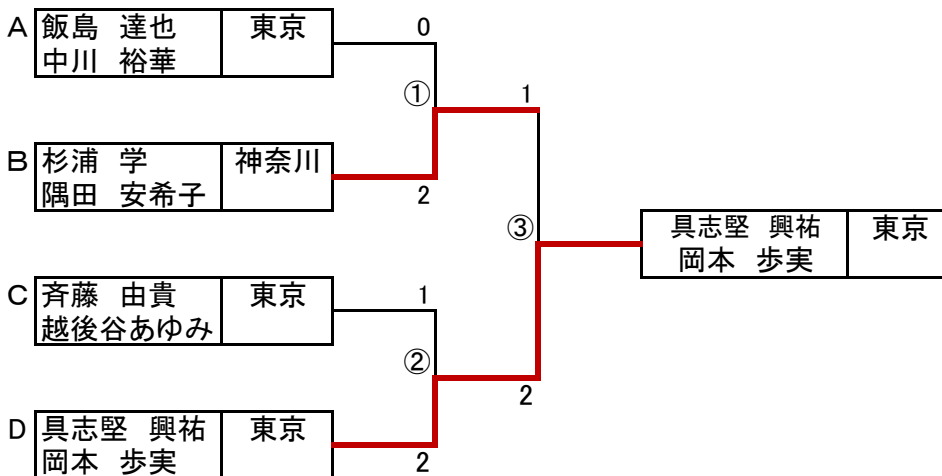 A 飯島 達也 東京 0
中川 裕華
① 1
B 杉浦 学 神奈川
隅田 安希子 2
③ 具志堅 興祐 東京
岡本 歩実
C 斉藤 由貴 東京 1
越後谷あゆみ
②
2
D 具志堅 興祐 東京
岡本 歩実 2